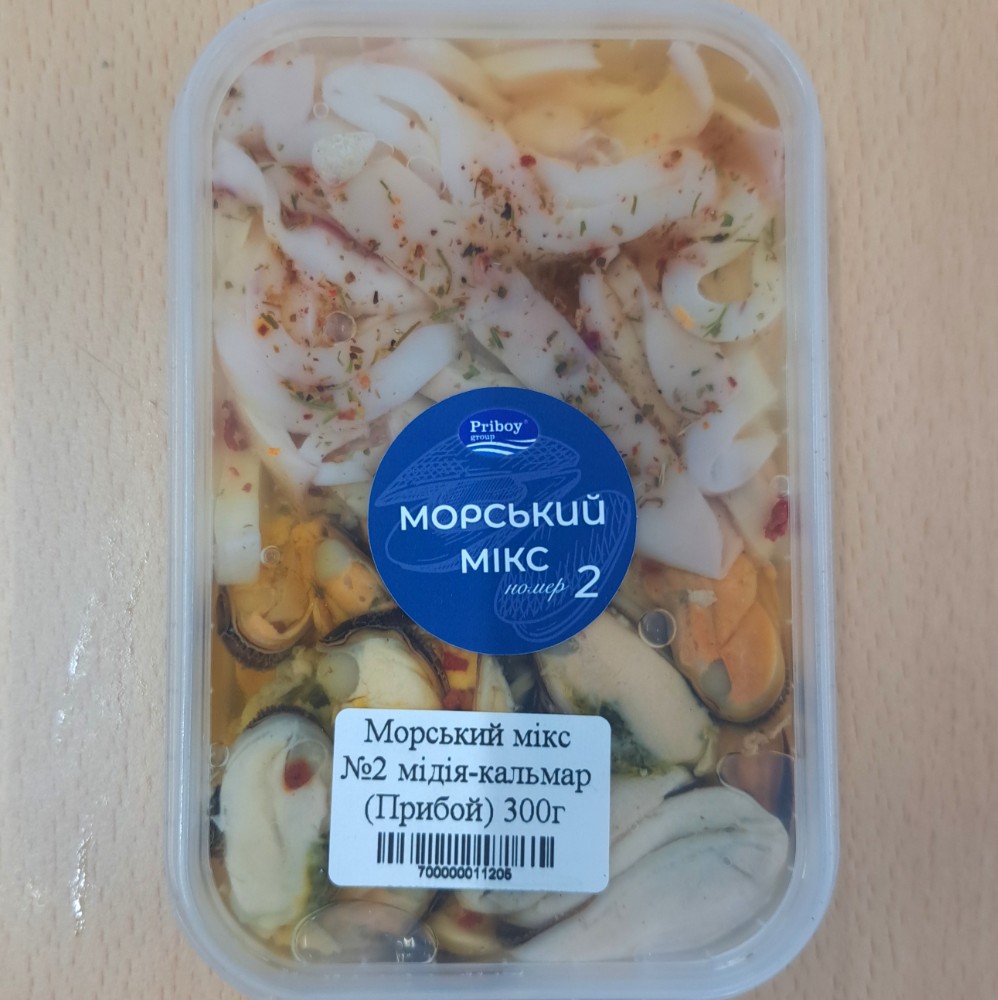 Priboy®
group
МОРСЬКИЙ
МІКС
номер 2
Морський мікс
№2 мідія-кальмар
(Прибой) 300г
700000011205